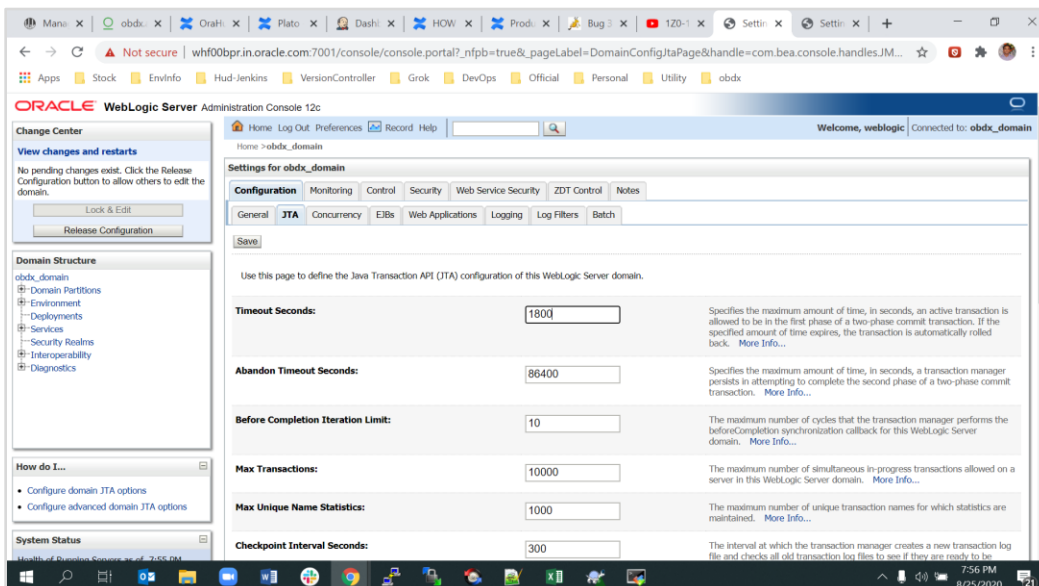 Mana
obdx.
OraH
Plato
Dashl
HOW
Produ
Bug 3
1Z0-1
Settin
Settin
Not secure | whf00bpr.in.oracle.com:7001/console/console.portal?_nfpb=true&_pageLabel=DomainConfigJtaPage&handle=com.bea.console.handles.JM...
Apps Stock EnvInfo Hud-Jenkins VersionController Grok DevOps Official Personal Utility obdx
ORACLE WebLogic Server Administration Console 12c
Change Center
View changes and restarts
No pending changes exist. Click the Release
Configuration button to allow others to edit the
domain.
Lock & Edit
Release Configuration
Domain Structure
obdx_domain
Domain Partitions
Environment
Deployments
Services
Security Realms
Interoperability
Diagnostics
How do I...
Configure domain JTA options
Configure advanced domain JTA options
System Status
Health of Running Servers as of 7:55 PM
Home Log Out Preferences Record Help
Welcome, weblogic Connected to: obdx_domain
Home >obdx_domain
Settings for obdx_domain
Configuration Monitoring Control Security Web Service Security ZDT Control Notes
General JTA Concurrency EJBs Web Applications Logging Log Filters Batch
Save
Use this page to define the Java Transaction API (JTA) configuration of this WebLogic Server domain.
Timeout Seconds:
1800
Specifies the maximum amount of time, in seconds, an active transaction is
allowed to be in the first phase of a two-phase commit transaction. If the
specified amount of time expires, the transaction is automatically rolled
back. More Info...
Abandon Timeout Seconds:
86400
Specifies the maximum amount of time, in seconds, a transaction manager
persists in attempting to complete the second phase of a two-phase commit
transaction. More Info...
Before Completion Iteration Limit:
10
The maximum number of cycles that the transaction manager performs the
beforeCompletion synchronization callback for this WebLogic Server
domain. More Info...
Max Transactions:
10000
The maximum number of simultaneous in-progress transactions allowed on a
server in this WebLogic Server domain. More Info...
Max Unique Name Statistics:
1000
The maximum number of unique transaction names for which statistics are
maintained. More Info...
Checkpoint Interval Seconds:
300
The interval at which the transaction manager creates a new transaction log
file and checks all old transaction log files to see if they are ready to be
7:56 PM
8/25/2020
21